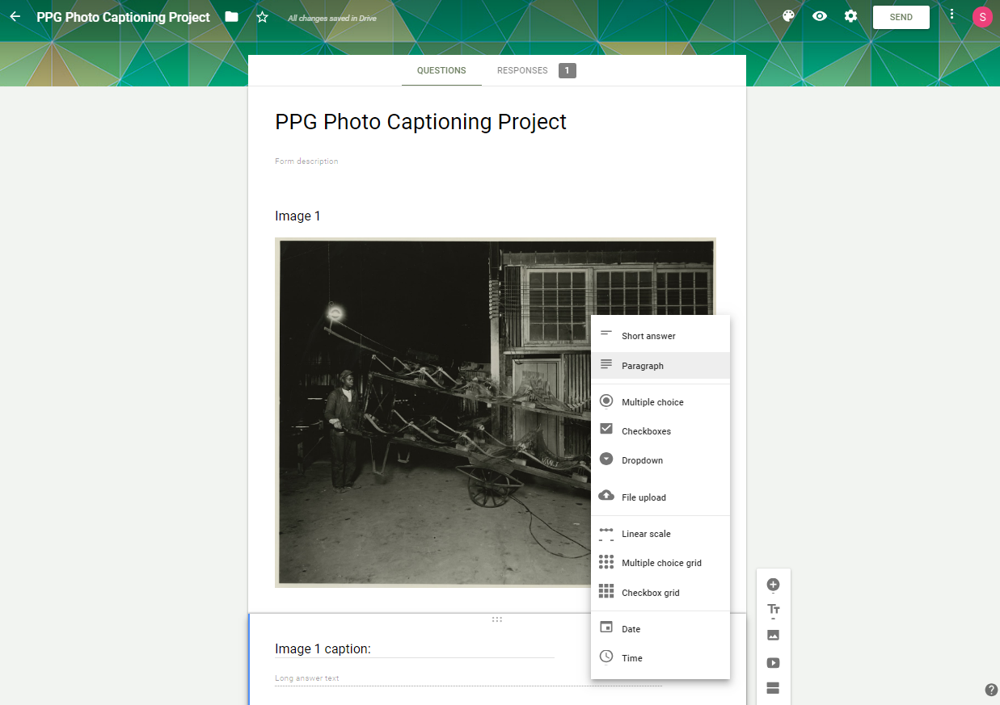 PPG Photo Captioning Project
All changes saved in Drive
SEND
S
QUESTIONS
RESPONSES 1
PPG Photo Captioning Project
Form description
Image 1
Short answer
Paragraph
Multiple choice
Checkboxes
Dropdown
File upload
Linear scale
Multiple choice grid
Checkbox grid
Date
Time
Image 1 caption:
Long answer text
Tт
?